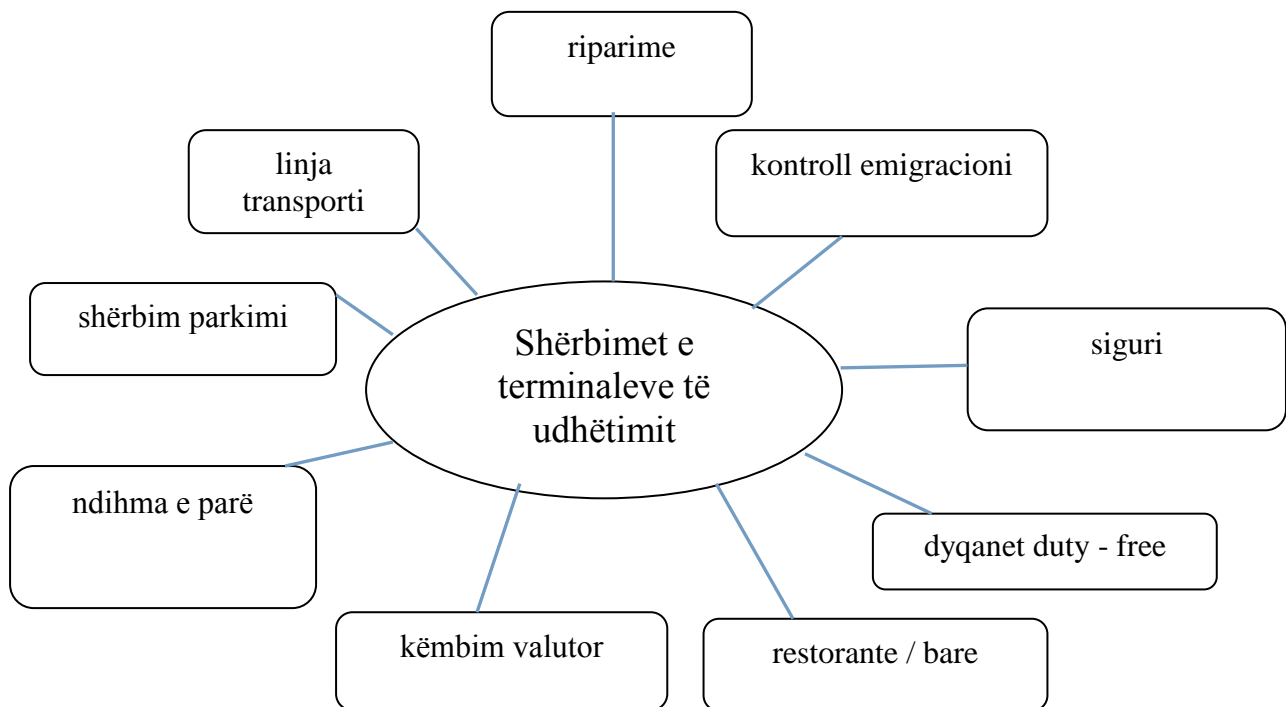 riparime
linja
transporti
kontroll emigracioni
shërbim parkimi
Shërbimet e
terminaleve të
udhëtimit
siguri
ndihma e parë
dyqanet duty - free
këmbim valutor
restorante / bare